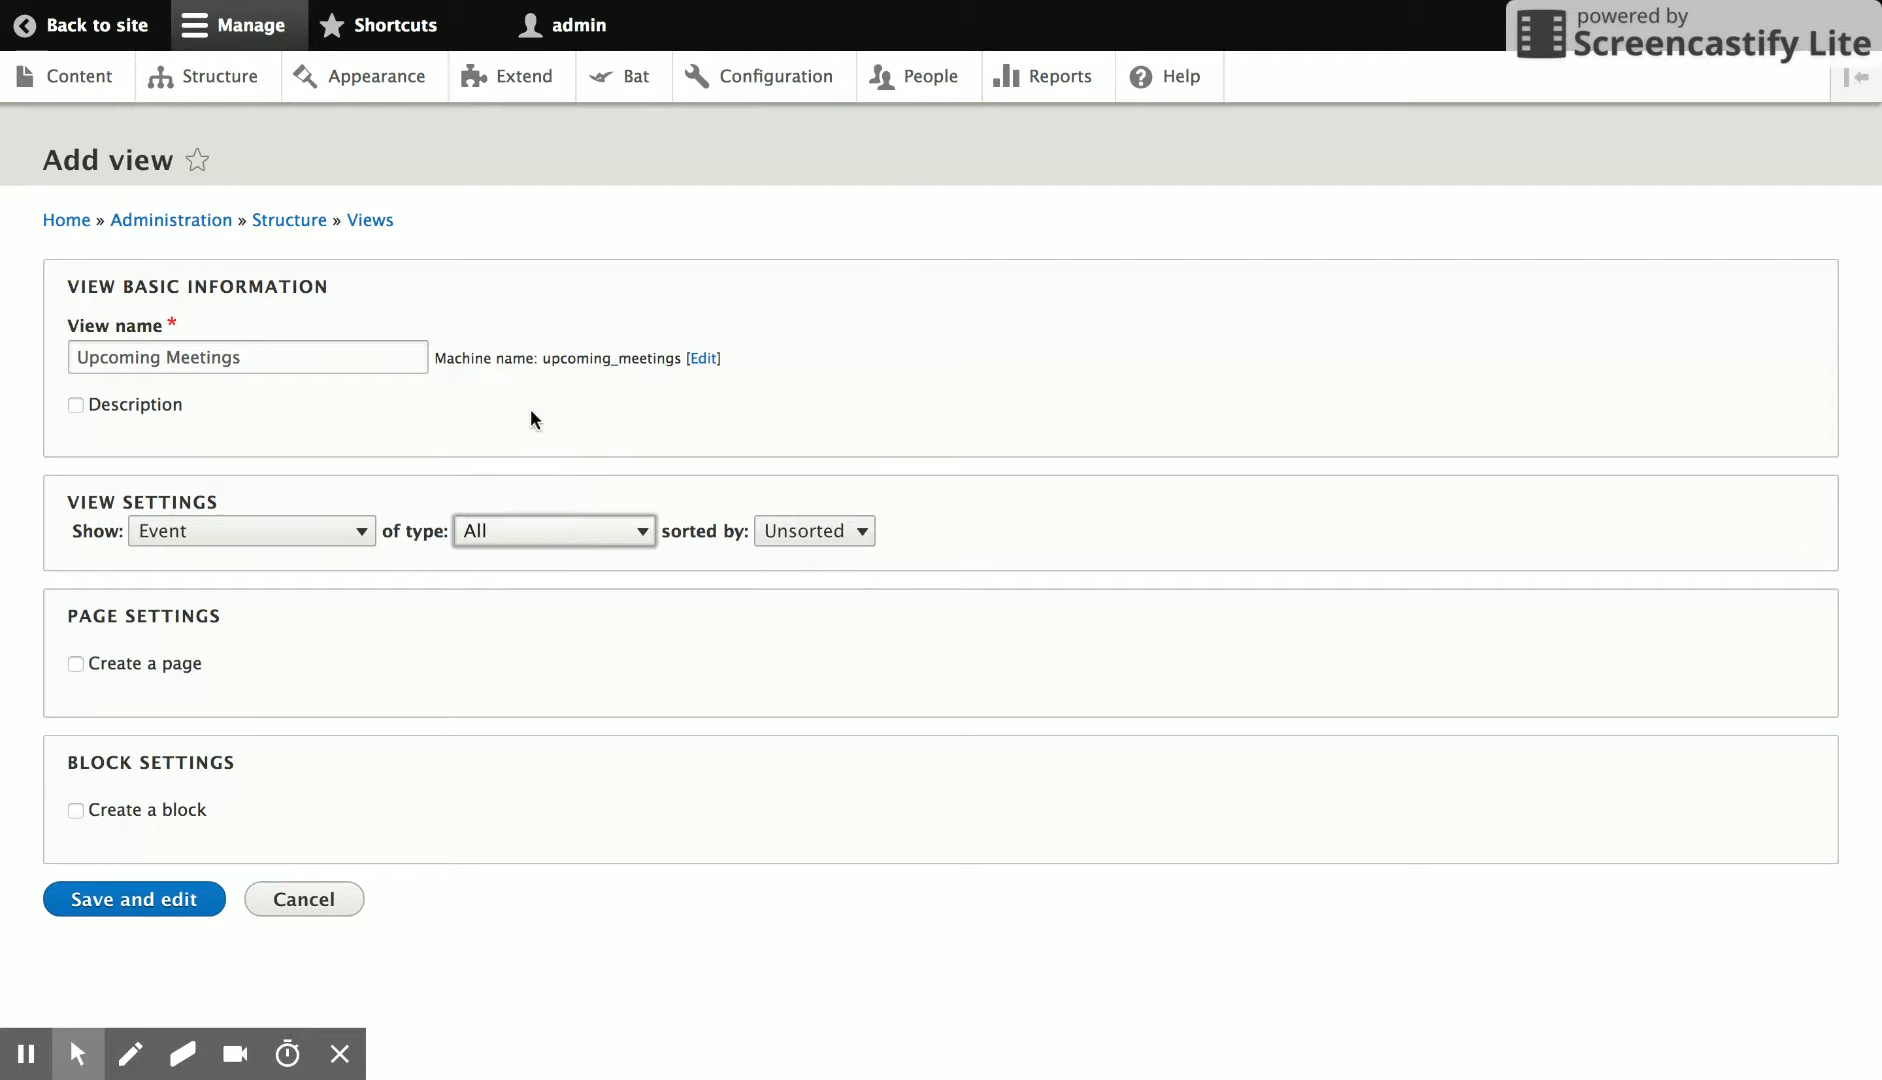 Back to site Manage Shortcuts admin
powered by
Screencastify Lite
Content Structure Appearance Extend Bat Configuration People Reports Help
Add view
Home » Administration » Structure » Views
VIEW BASIC INFORMATION
View name *
Upcoming Meetings Machine name: upcoming_meetings [Edit]
Description
VIEW SETTINGS
Show: Event of type: All sorted by: Unsorted
PAGE SETTINGS
Create a page
BLOCK SETTINGS
Create a block
Save and edit Cancel